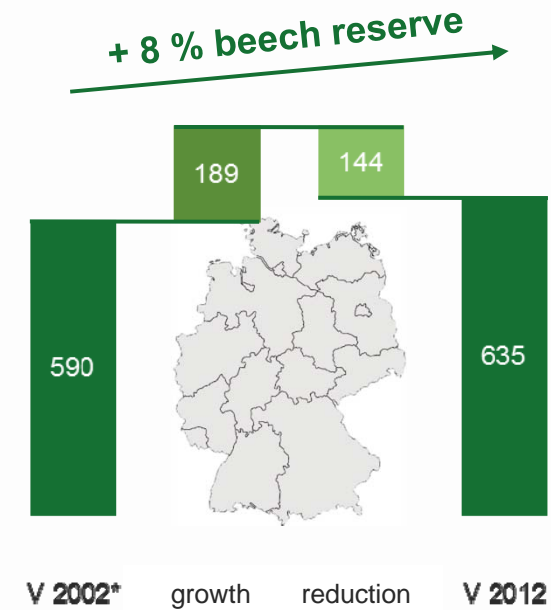 + 8 % beech reserve
189
144
590
635
V 2002* growth reduction V 2012